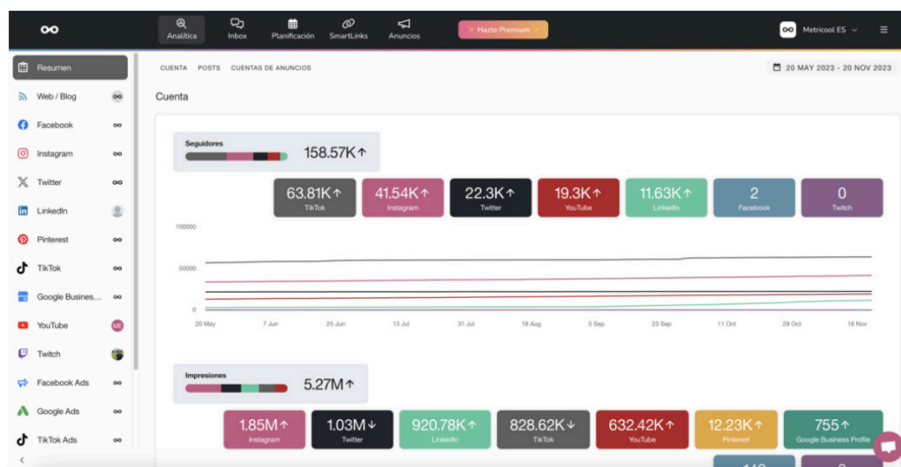 Analítica
Inbox
Planificación
SmartLinks
Anuncios
Hazte Premium
Metricool ES
Resumen
Web / Blog
Facebook
Instagram
Twitter
LinkedIn
Pinterest
TikTok
Google Busines...
YouTube
ME
Twitch
Facebook Ads
Google Ads
TikTok Ads
CUENTA POSTS CUENTAS DE ANUNCIOS
20 MAY 2023 - 20 NOV 2023
Cuenta
Seguidores
158.57K↑
63.81K↑
TikTok
41.54K↑
Instagram
22.3K↑
Twitter
19.3K↑
YouTube
11.63K↑
LinkedIn
2
Facebook
0
Twitch
100000
50000
0
20 May 7 Jun 25 Jun 13 Jul 31 Jul 18 Aug 5 Sep 23 Sep 11 Oct 29 Oct 16 Nov
Impresiones
5.27M↑
1.85M↑
Instagram
1.03M↓
Twitter
920.78K↑
LinkedIn
828.62K↓
TikTok
632.42K↑
YouTube
12.23K↑
Pinterest
755↑
Google Business Profile